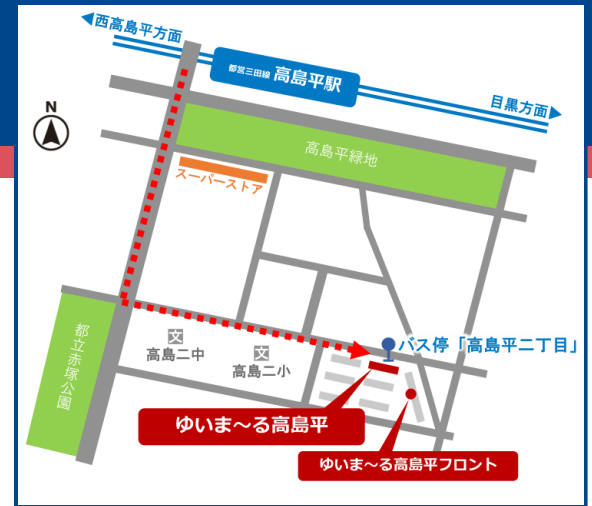 西高島平方面
都営三田線 高島平駅
目黒方面
N
高島平緑地
スーパーストア
都立赤塚公園
文
高島二中
文
高島二小
バス停「高島平二丁目」
ゆいま～る高島平
ゆいま～る高島平フロント